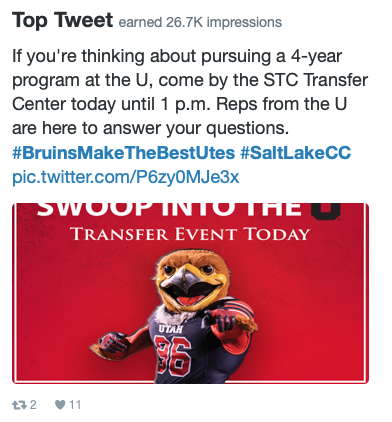 Top Tweet earned 26.7K impressions
If you're thinking about pursuing a 4-year
program at the U, come by the STC Transfer
Center today until 1 p.m. Reps from the U
are here to answer your questions.
#BruinsMakeTheBestUtes #SaltLakeCC
pic.twitter.com/P6zy0MJe3x
SWOOP INTO THE U
TRANSFER EVENT TODAY
UTAH
96
2 11